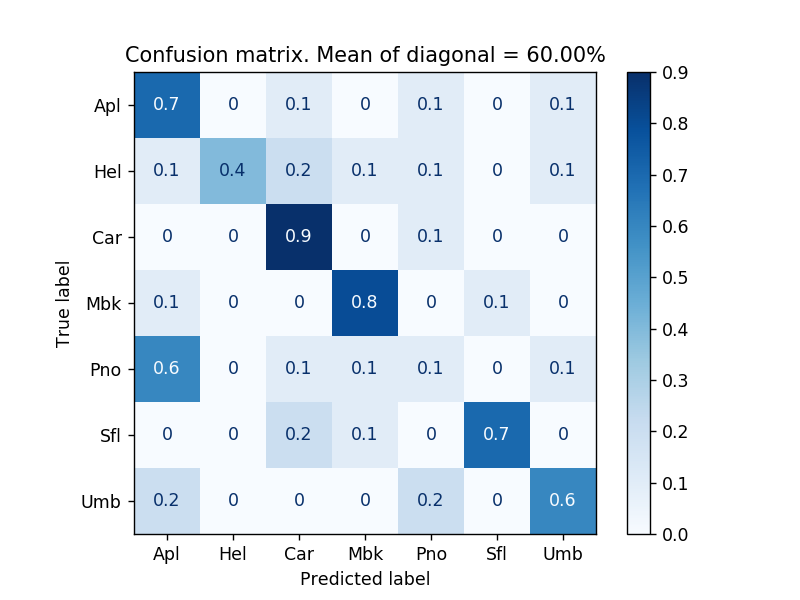 Confusion matrix. Mean of diagonal = 60.00%
True label
Apl 0.7 0 0.1 0 0.1 0 0.1
Hel 0.1 0.4 0.2 0.1 0.1 0 0.1
Car 0 0 0.9 0 0.1 0 0
Mbk 0.1 0 0 0.8 0 0.1 0
Pno 0.6 0 0.1 0.1 0.1 0 0.1
Sfl 0 0 0.2 0.1 0 0.7 0
Umb 0.2 0 0 0 0.2 0 0.6
Apl Hel Car Mbk Pno Sfl Umb
Predicted label
0.9
0.8
0.7
0.6
0.5
0.4
0.3
0.2
0.1
0.0